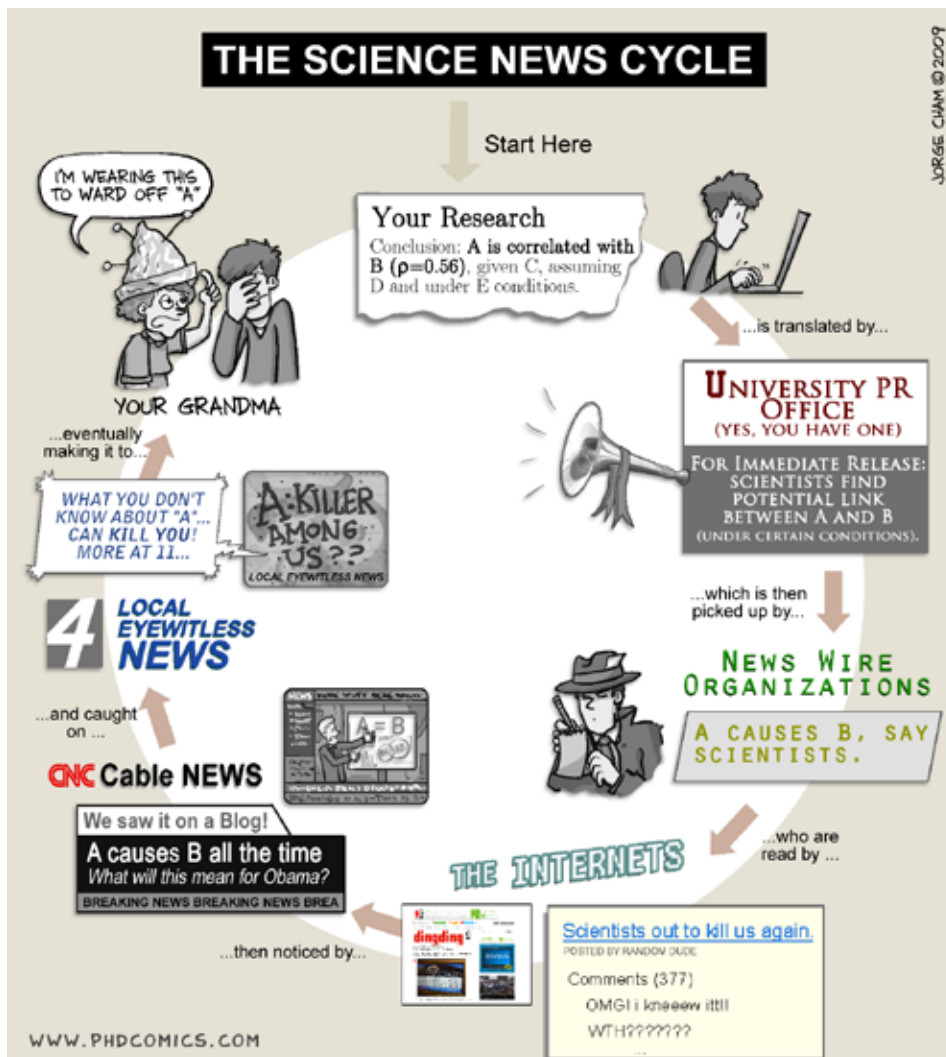 THE SCIENCE NEWS CYCLE
JORGE CHAM © 2009
Start Here
Your Research
Conclusion: A is correlated with
B (ρ=0.56), given C, assuming
D and under E conditions.
...is translated by...
UNIVERSITY PR
OFFICE
(YES, YOU HAVE ONE)
FOR IMMEDIATE RELEASE:
SCIENTISTS FIND
POTENTIAL LINK
BETWEEN A AND B
(UNDER CERTAIN CONDITIONS).
...which is then
picked up by...
NEWS WIRE
ORGANIZATIONS
A CAUSES B, SAY
SCIENTISTS.
...who are
read by ...
THE INTERNETS
dingding
Scientists out to kill us again.
POSTED BY RANDOM DUDE
Comments (377)
OMG! i kneeew itt!!
WTH???????
...
...then noticed by...
We saw it on a Blog!
A causes B all the time
What will this mean for Obama?
BREAKING NEWS BREAKING NEWS BREA
CNC Cable NEWS
NEWS
A = B
...and caught
on ...
4 LOCAL
EYEWITLESS
NEWS
WHAT YOU DON'T
KNOW ABOUT "A"...
CAN KILL YOU!
MORE AT 11...
A:KILLER
AMONG
US??
LOCAL EYEWITLESS NEWS
...eventually
making it to...
YOUR GRANDMA
I'M WEARING THIS
TO WARD OFF "A"
WWW.PHDCOMICS.COM